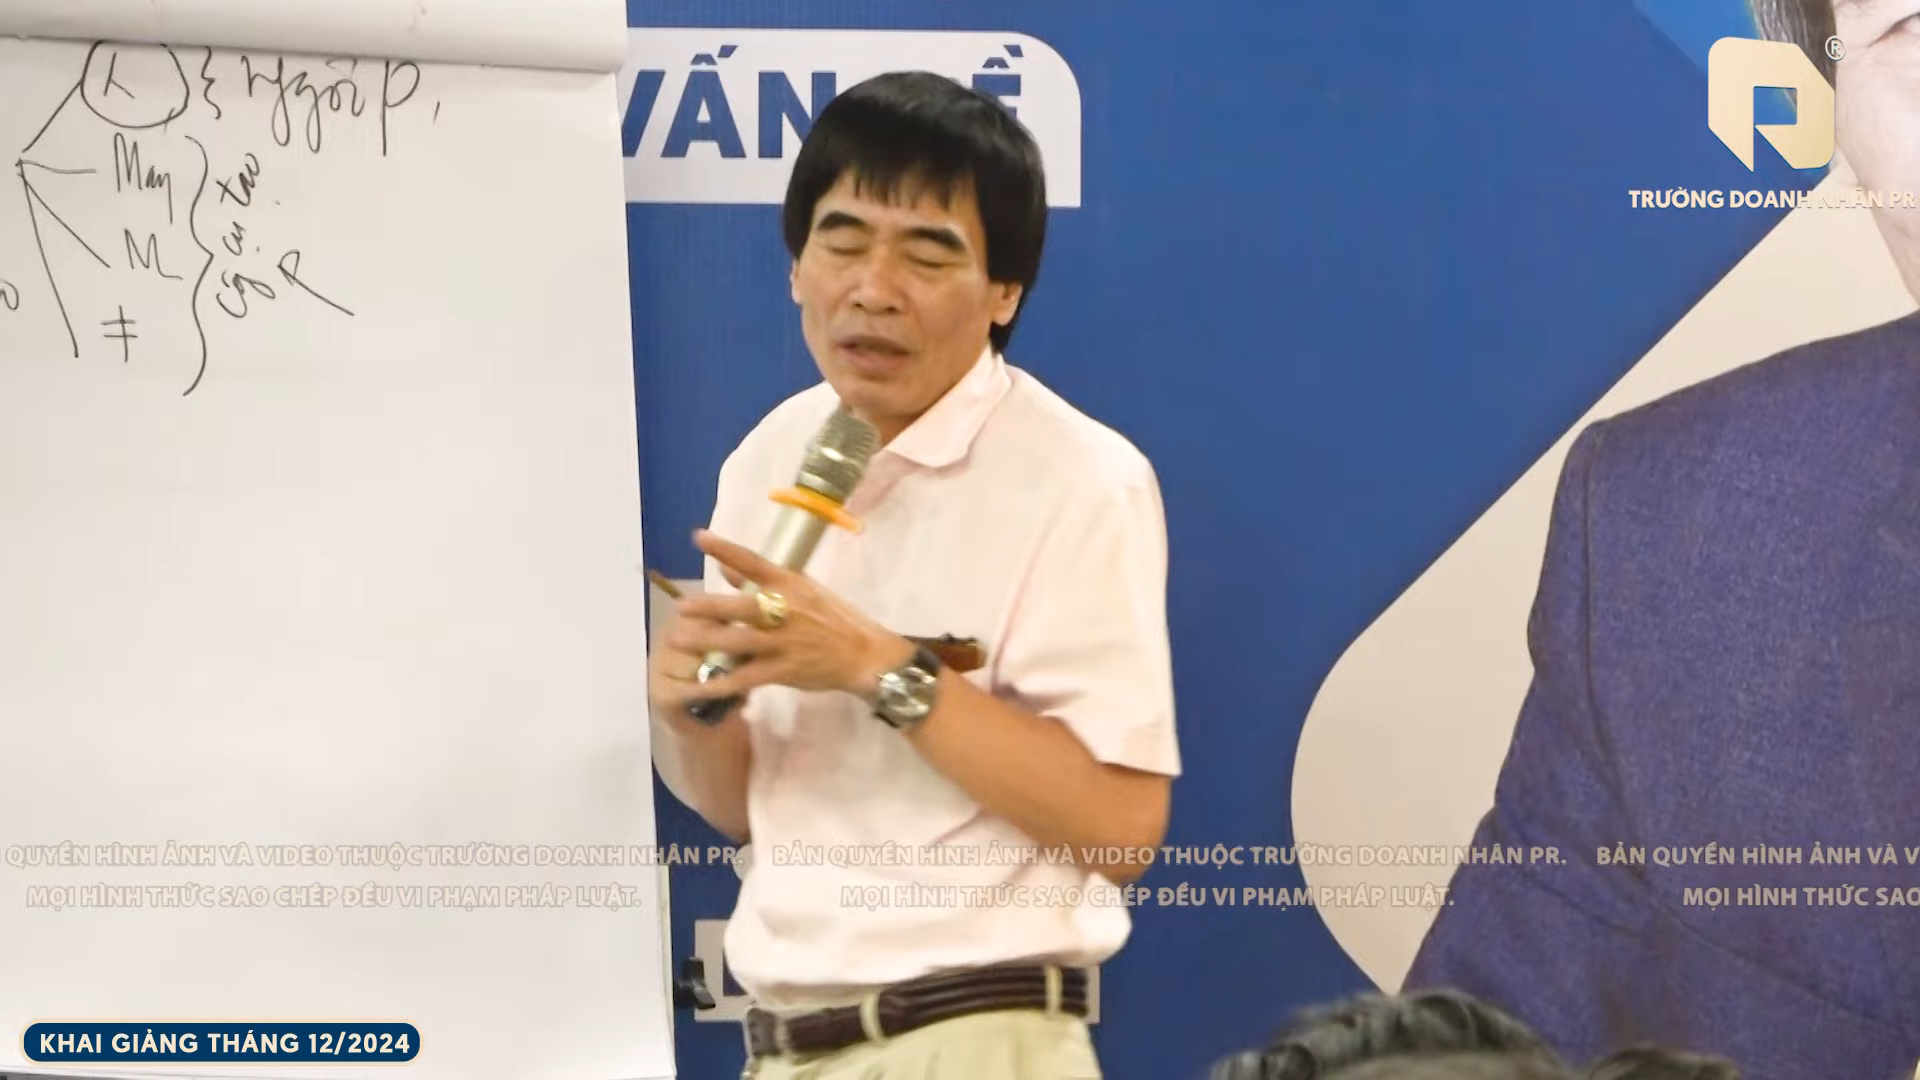 VẤN ĐỀ
®
TRƯỜNG DOANH NHÂN PR
May
M
≠
QUYỀN HÌNH ẢNH VÀ VIDEO THUỘC TRƯỜNG DOANH NHÂN PR. BẢN QUYỀN HÌNH ẢNH VÀ VIDEO THUỘC TRƯỜNG DOANH NHÂN PR. BẢN QUYỀN HÌNH ẢNH VÀ V
MỌI HÌNH THỨC SAO CHÉP ĐỀU VI PHẠM PHÁP LUẬT. MỌI HÌNH THỨC SAO CHÉP ĐỀU VI PHẠM PHÁP LUẬT. MỌI HÌNH THỨC SAO
KHAI GIẢNG THÁNG 12/2024